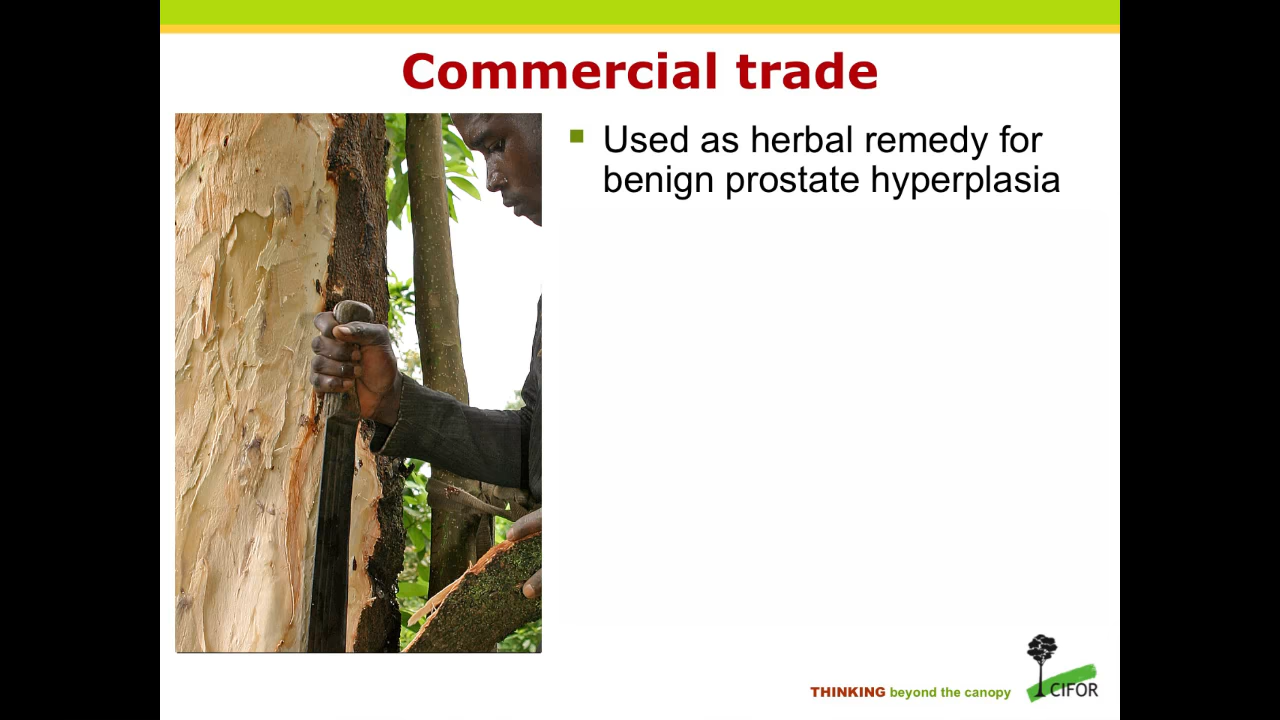 Commercial trade
Used as herbal remedy for
benign prostate hyperplasia
THINKING beyond the canopy
CIFOR